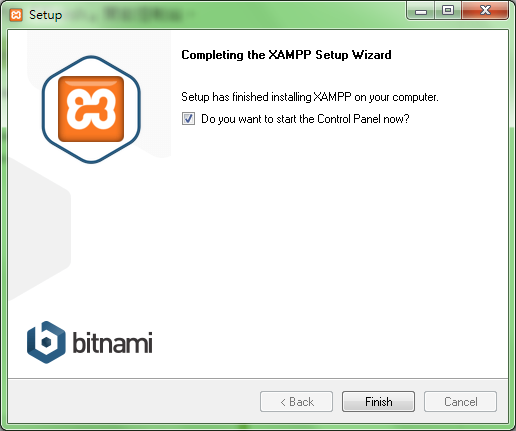 Setup
Completing the XAMPP Setup Wizard
Setup has finished installing XAMPP on your computer.
Do you want to start the Control Panel now?
bitnami
< Back
Finish
Cancel